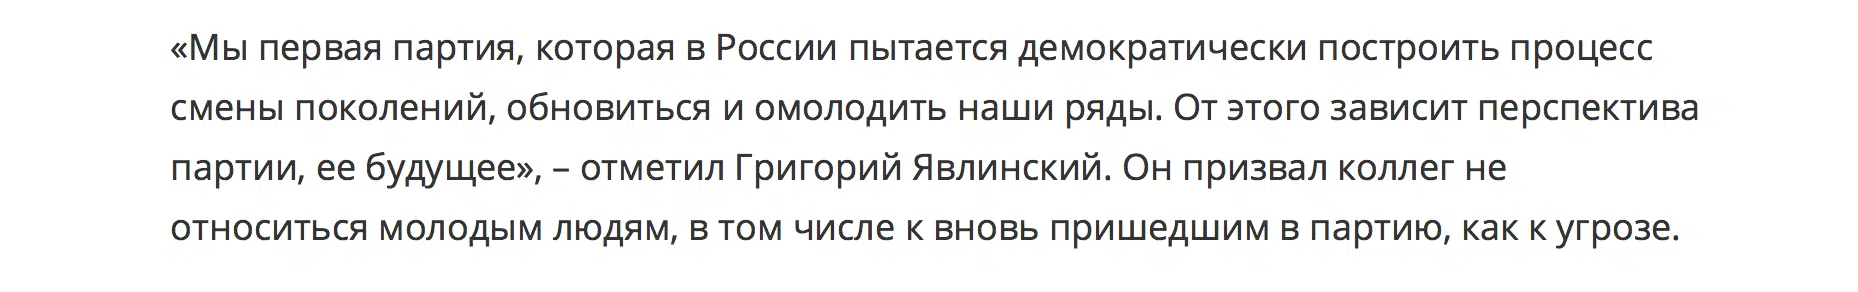 «Мы первая партия, которая в России пытается демократически построить процесс
смены поколений, обновиться и омолодить наши ряды. От этого зависит перспектива
партии, ее будущее», – отметил Григорий Явлинский. Он призвал коллег не
относиться молодым людям, в том числе к вновь пришедшим в партию, как к угрозе.